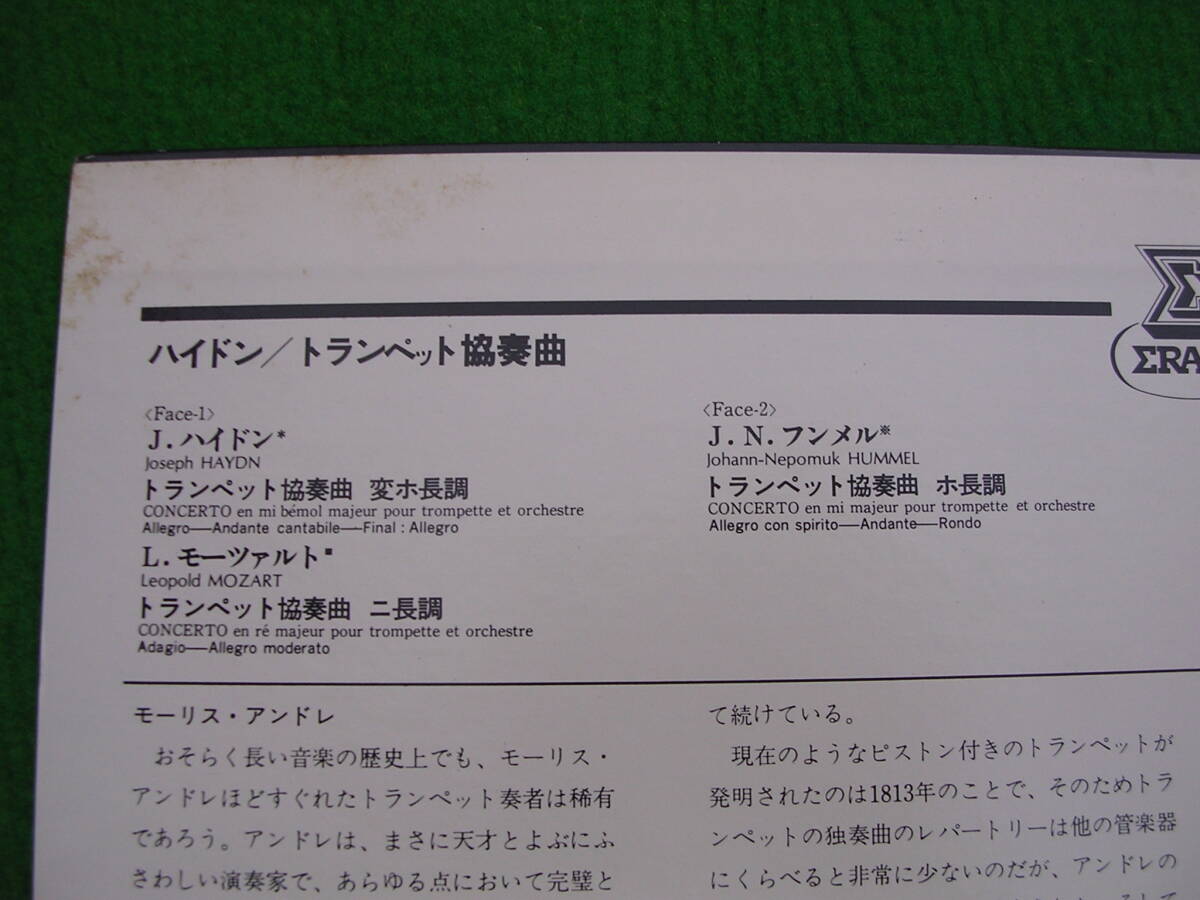 ハイドン／トランペット協奏曲
〈Face-1〉
J.ハイドン*
Joseph HAYDN
トランペット協奏曲 変ホ長調
CONCERTO en mi bémol majeur pour trompette et orchestre
Allegro—Andante cantabile—Final : Allegro
L.モーツァルト■
Leopold MOZART
トランペット協奏曲 ニ長調
CONCERTO en ré majeur pour trompette et orchestre
Adagio—Allegro moderato
〈Face-2〉
J.N.フンメル※
Johann-Nepomuk HUMMEL
トランペット協奏曲 ホ長調
CONCERTO en mi majeur pour trompette et orchestre
Allegro con spirito—Andante—Rondo
ΣRA
モーリス・アンドレ
おそらく長い音楽の歴史上でも、モーリス・
アンドレほどすぐれたトランペット奏者は稀有
であろう。アンドレは、まさに天才とよぶにふ
さわしい演奏家で、あらゆる点において完璧と
て続けている。
現在のようなピストン付きのトランペットが
発明されたのは1813年のことで、そのためトラ
ンペットの独奏曲のレパートリーは他の管楽器
にくらべると非常に少ないのだが、アンドレの